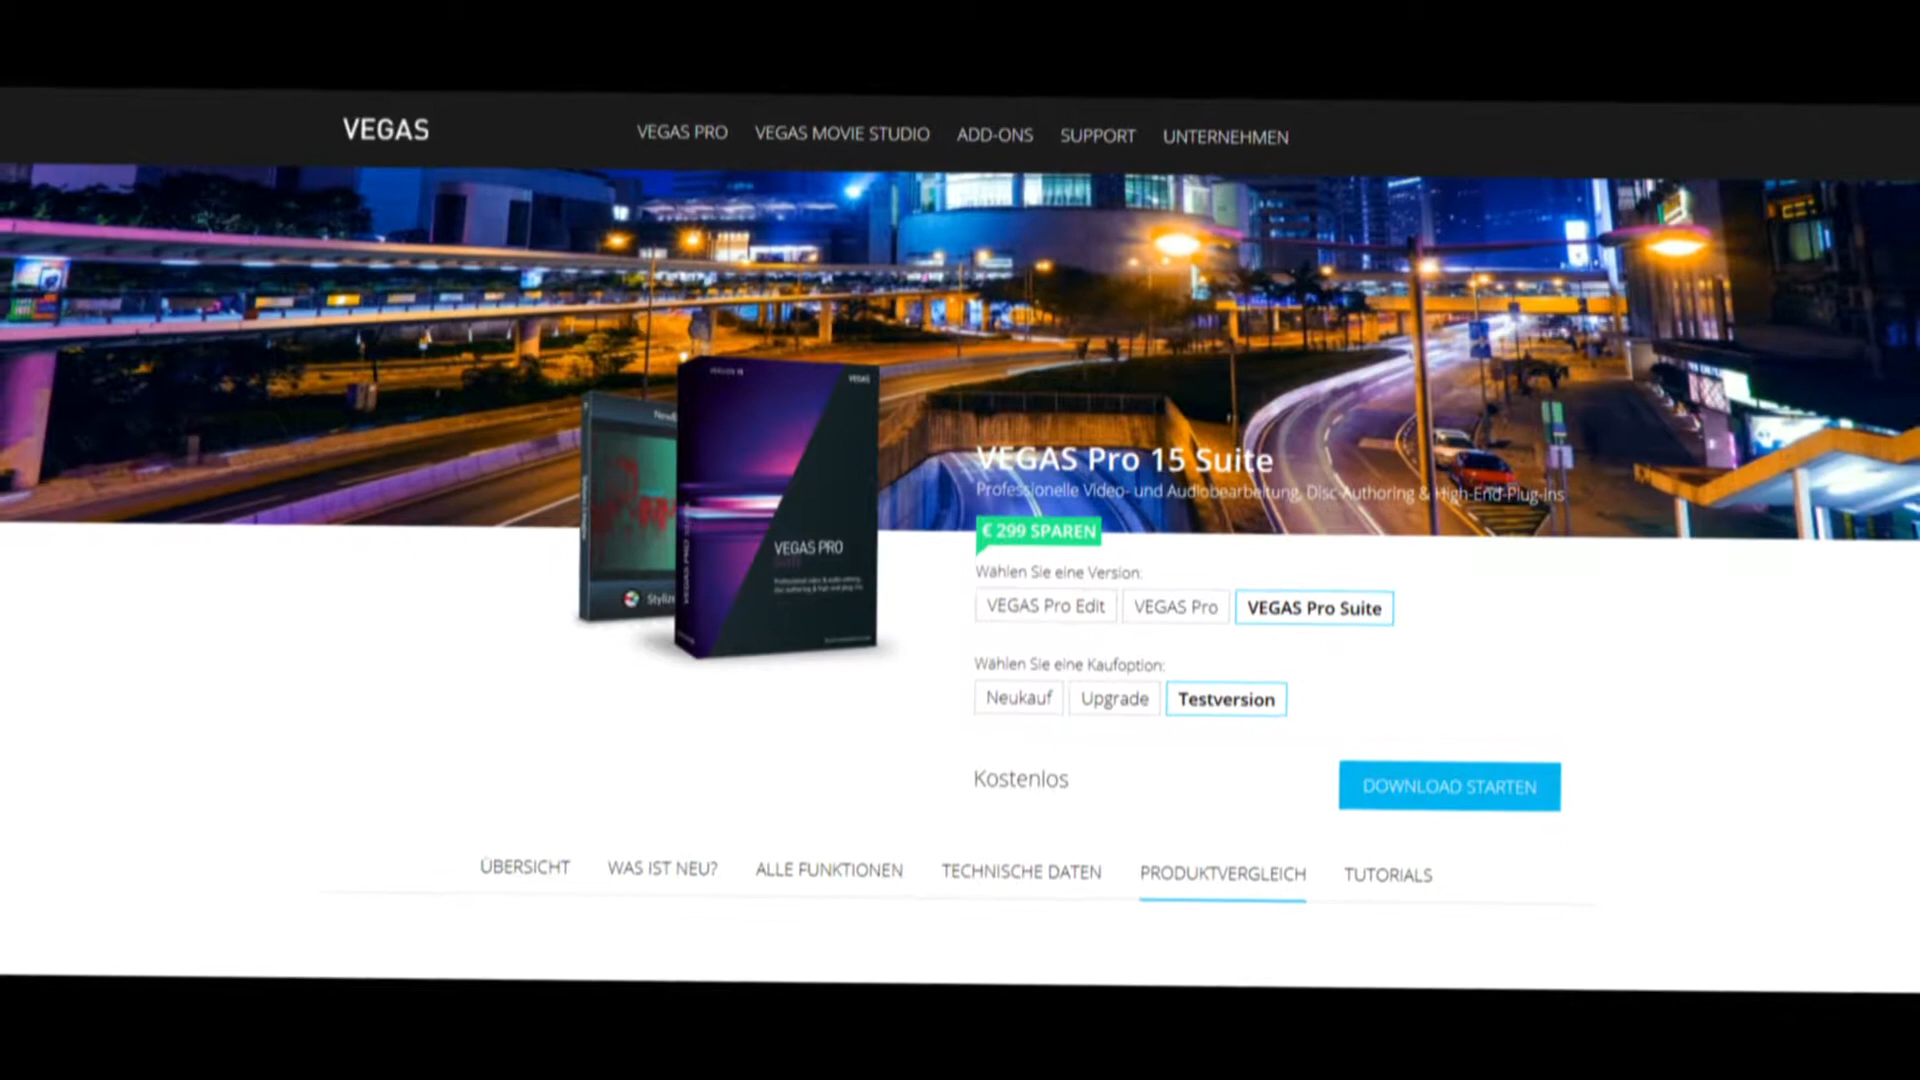 VEGAS
VEGAS PRO VEGAS MOVIE STUDIO ADD-ONS SUPPORT UNTERNEHMEN
VEGAS
VEGAS PRO
SUITE
VEGAS Pro 15 Suite
Professionelle Video- und Audiobearbeitung, Disc-Authoring & High-End-Plug-ins
€ 299 SPAREN
Wählen Sie eine Version:
VEGAS Pro Edit VEGAS Pro VEGAS Pro Suite
Wählen Sie eine Kaufoption:
Neukauf Upgrade Testversion
Kostenlos
DOWNLOAD STARTEN
ÜBERSICHT WAS IST NEU? ALLE FUNKTIONEN TECHNISCHE DATEN PRODUKTVERGLEICH TUTORIALS